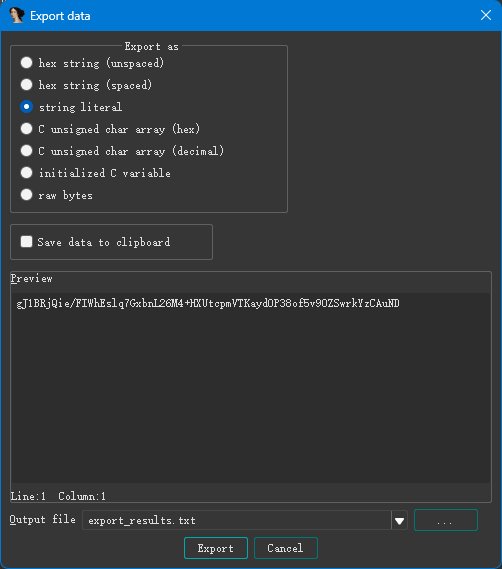 Export data
Export as
hex string (unspaced)
hex string (spaced)
string literal
C unsigned char array (hex)
C unsigned char array (decimal)
initialized C variable
raw bytes
Save data to clipboard
Preview
gJ1BRjQie/FIWhEslq7GxbnL26M4+HXUtcpmVTKaydOP38of5v90ZSwrkYzCAuND
Line:1 Column:1
Output file export_results.txt ...
Export Cancel